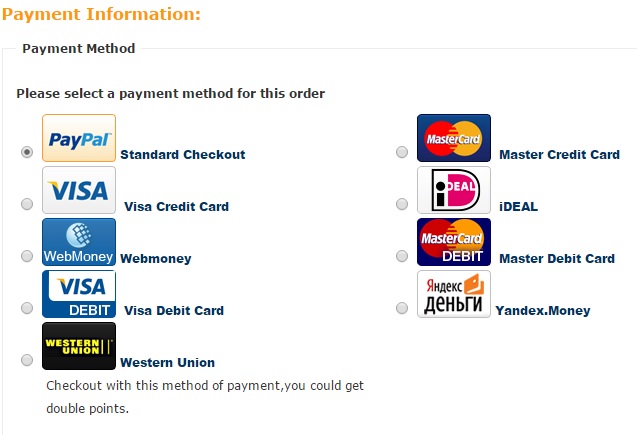 Payment Information:
Payment Method
Please select a payment method for this order
PayPal Standard Checkout
MasterCard Master Credit Card
VISA Visa Credit Card
iDEAL iDEAL
WebMoney Webmoney
MasterCard DEBIT Master Debit Card
VISA DEBIT Visa Debit Card
Яндекс деньги Yandex.Money
WESTERN UNION Western Union
Checkout with this method of payment,you could get
double points.